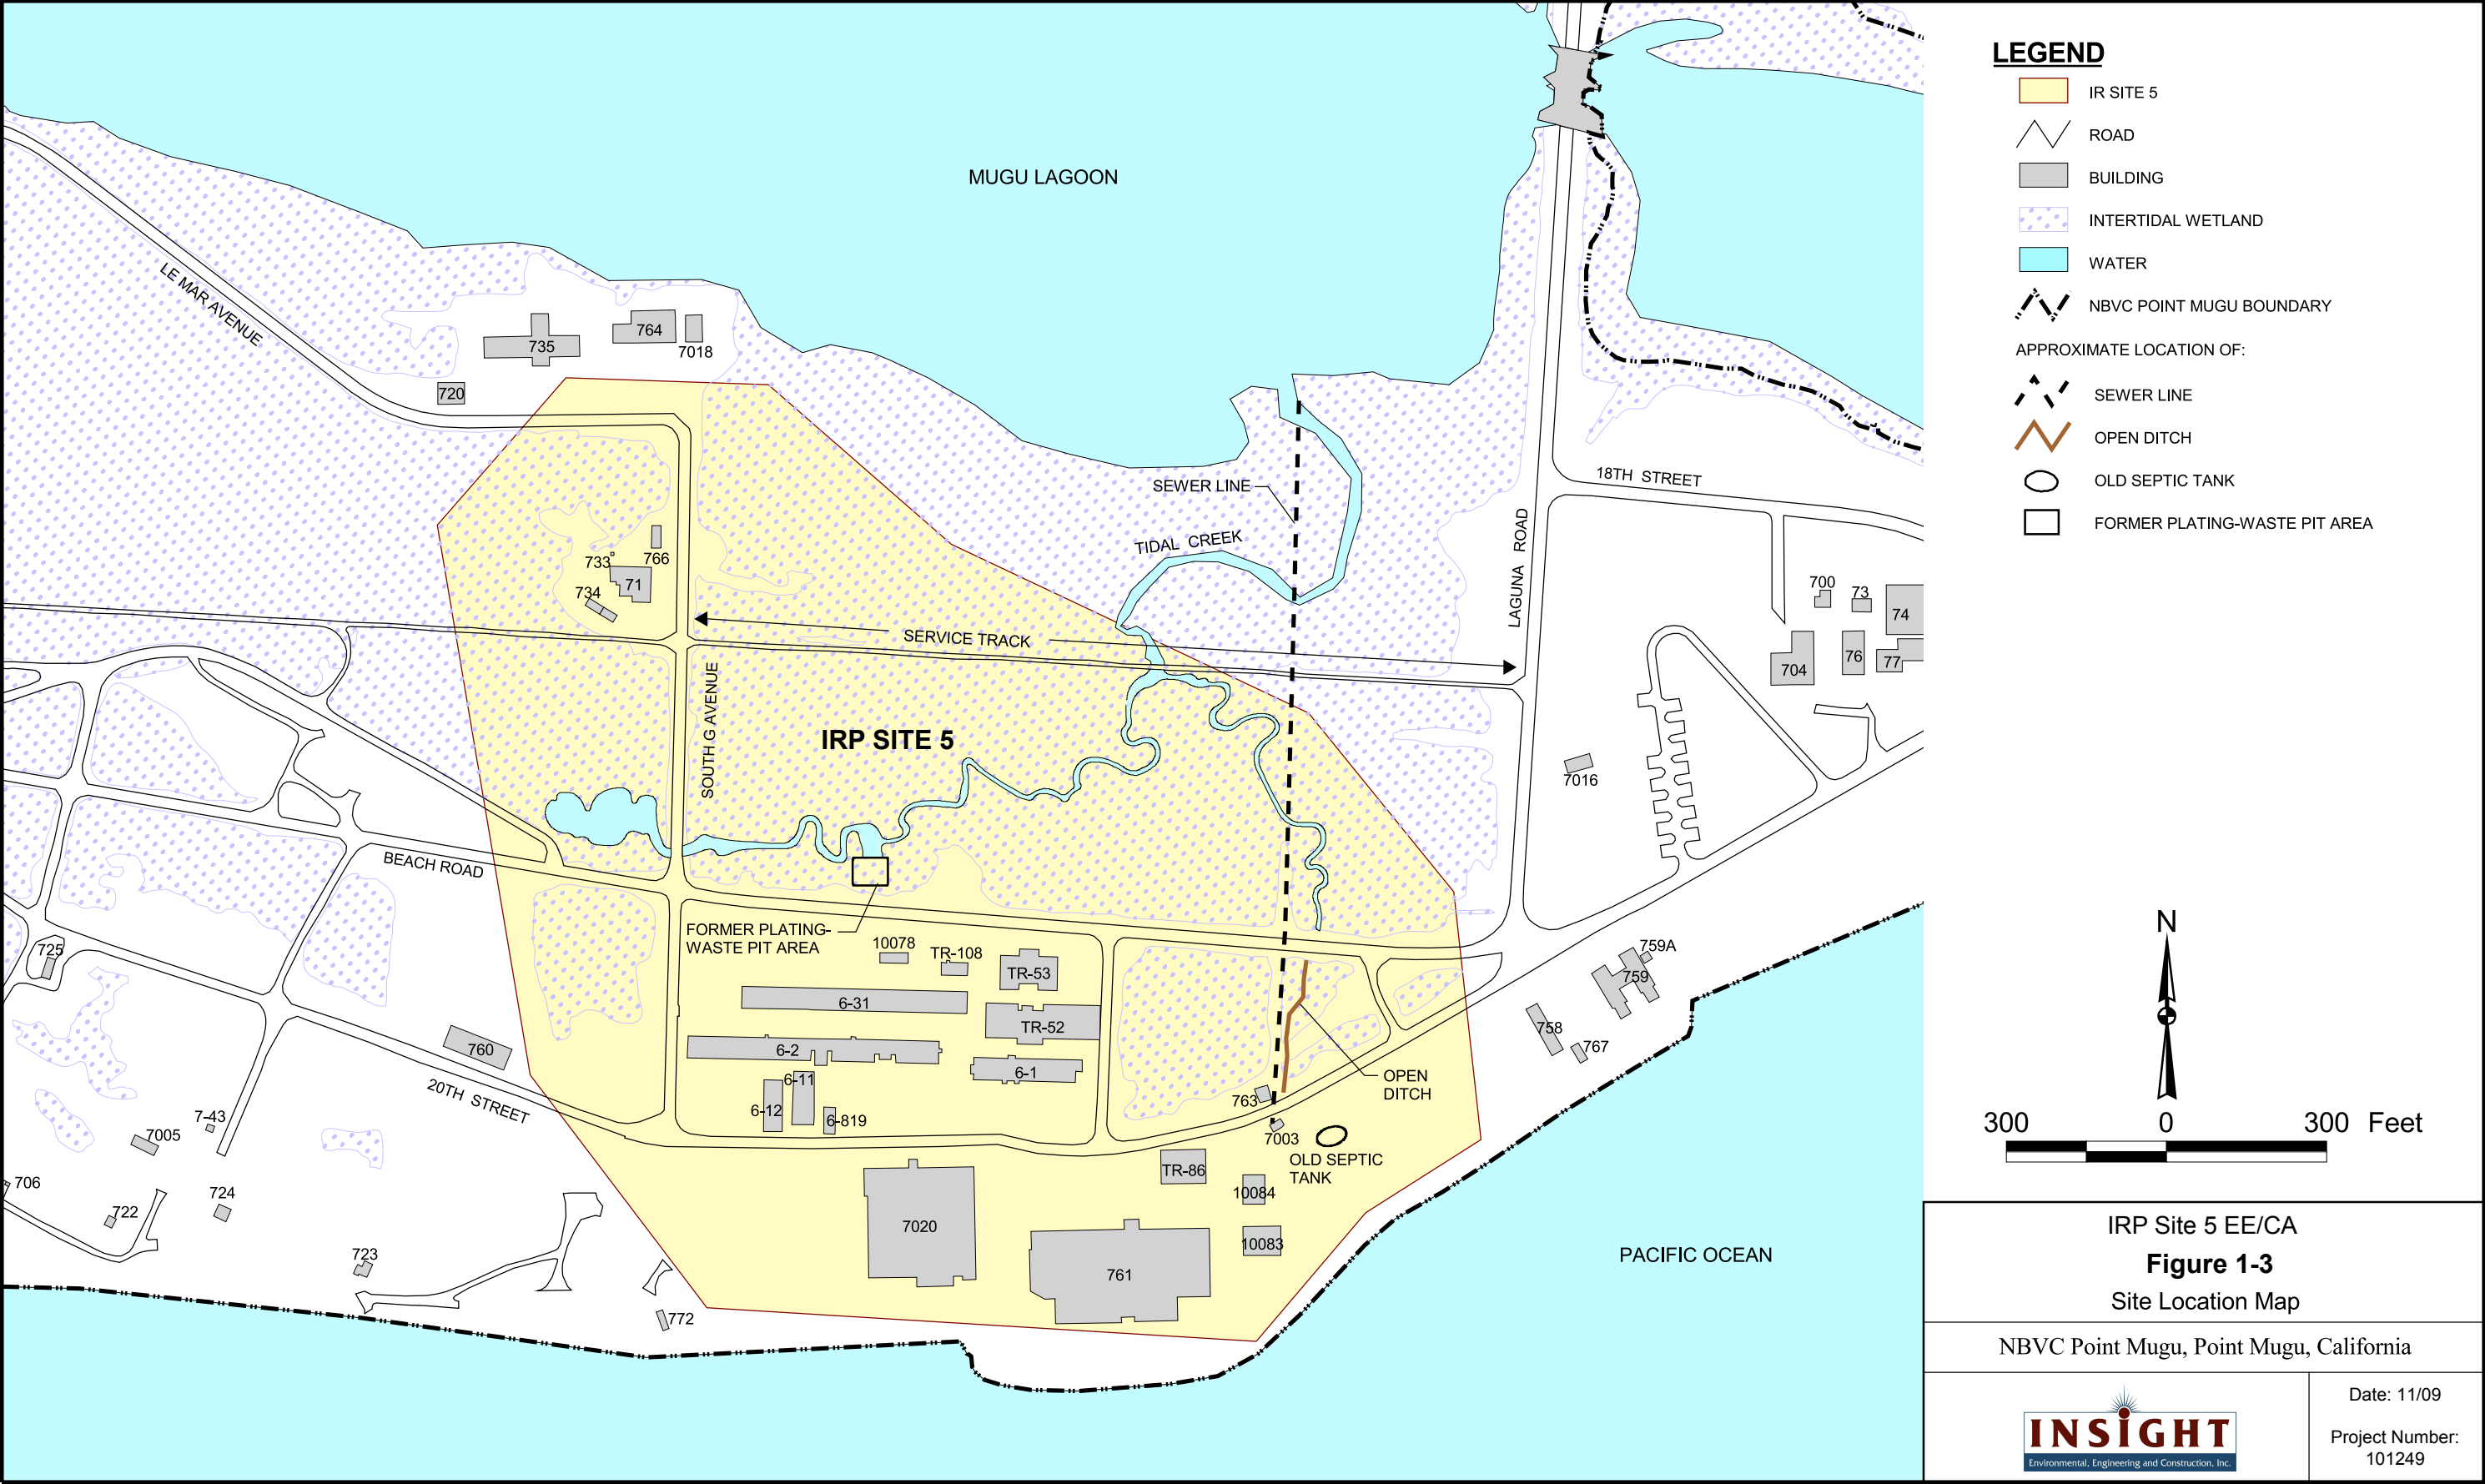 MUGU LAGOON
LE MAR AVENUE
735
764
7018
720
SEWER LINE
TIDAL CREEK
18TH STREET
LAGUNA ROAD
733
766
71
734
SERVICE TRACK
SOUTH G AVENUE
IRP SITE 5
700
73
74
704
76
77
7016
BEACH ROAD
FORMER PLATING-
WASTE PIT AREA
10078
TR-108
TR-53
6-31
TR-52
6-2
6-1
6-11
6-12
6-819
725
760
20TH STREET
7-43
7005
706
722
724
723
772
759A
759
758
767
OPEN
DITCH
763
7003
OLD SEPTIC
TANK
TR-86
10084
10083
7020
761
PACIFIC OCEAN
LEGEND
IR SITE 5
ROAD
BUILDING
INTERTIDAL WETLAND
WATER
NBVC POINT MUGU BOUNDARY
APPROXIMATE LOCATION OF:
SEWER LINE
OPEN DITCH
OLD SEPTIC TANK
FORMER PLATING-WASTE PIT AREA
N
300 0 300 Feet
IRP Site 5 EE/CA
Figure 1-3
Site Location Map
NBVC Point Mugu, Point Mugu, California
INSIGHT
Environmental, Engineering and Construction, Inc.
Date: 11/09
Project Number:
101249